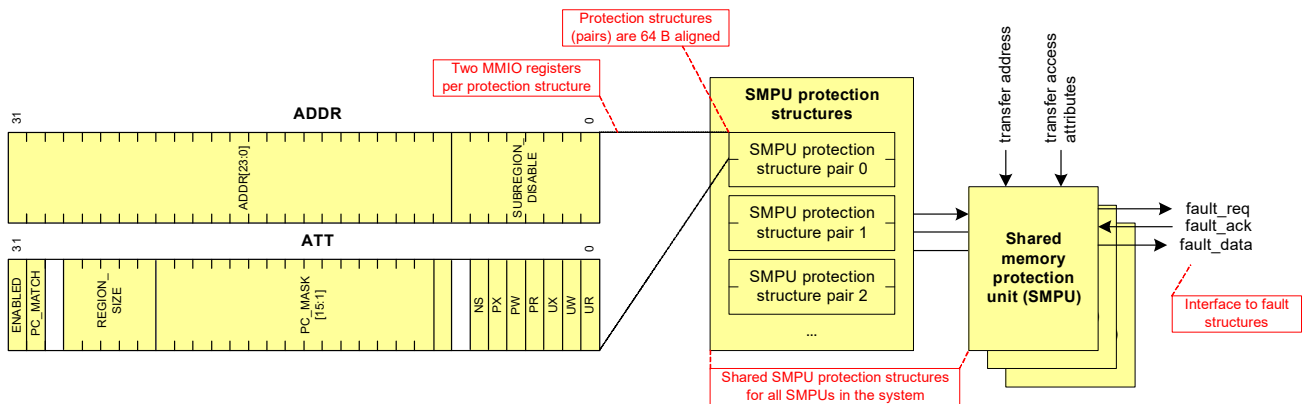 Protection structures
(pairs) are 64 B aligned
Two MMIO registers
per protection structure
31
ADDR
0
ADDR[23:0]
SUBREGION_
DISABLE
31
ATT
0
ENABLED
PC_MATCH
REGION_
SIZE
PC_MASK
[15:1]
NS
PX
PW
PR
UX
UW
UR
SMPU protection
structures
SMPU protection
structure pair 0
SMPU protection
structure pair 1
SMPU protection
structure pair 2
...
Shared SMPU protection structures
for all SMPUs in the system
transfer address
transfer access
attributes
Shared
memory
protection
unit (SMPU)
fault_req
fault_ack
fault_data
Interface to fault
structures